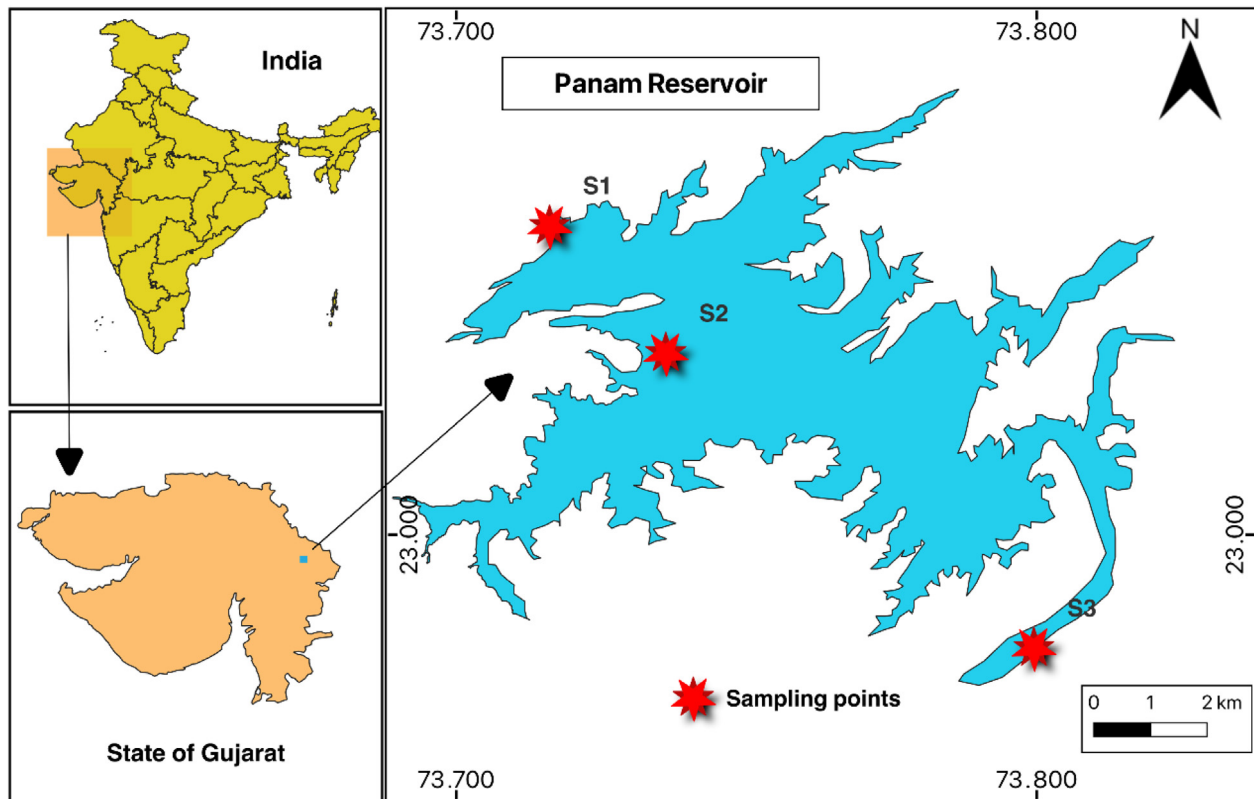 India
State of Gujarat
73.700
73.800
N
Panam Reservoir
S1
S2
23.000
23.000
S3
Sampling points
0 1 2 km
73.700
73.800